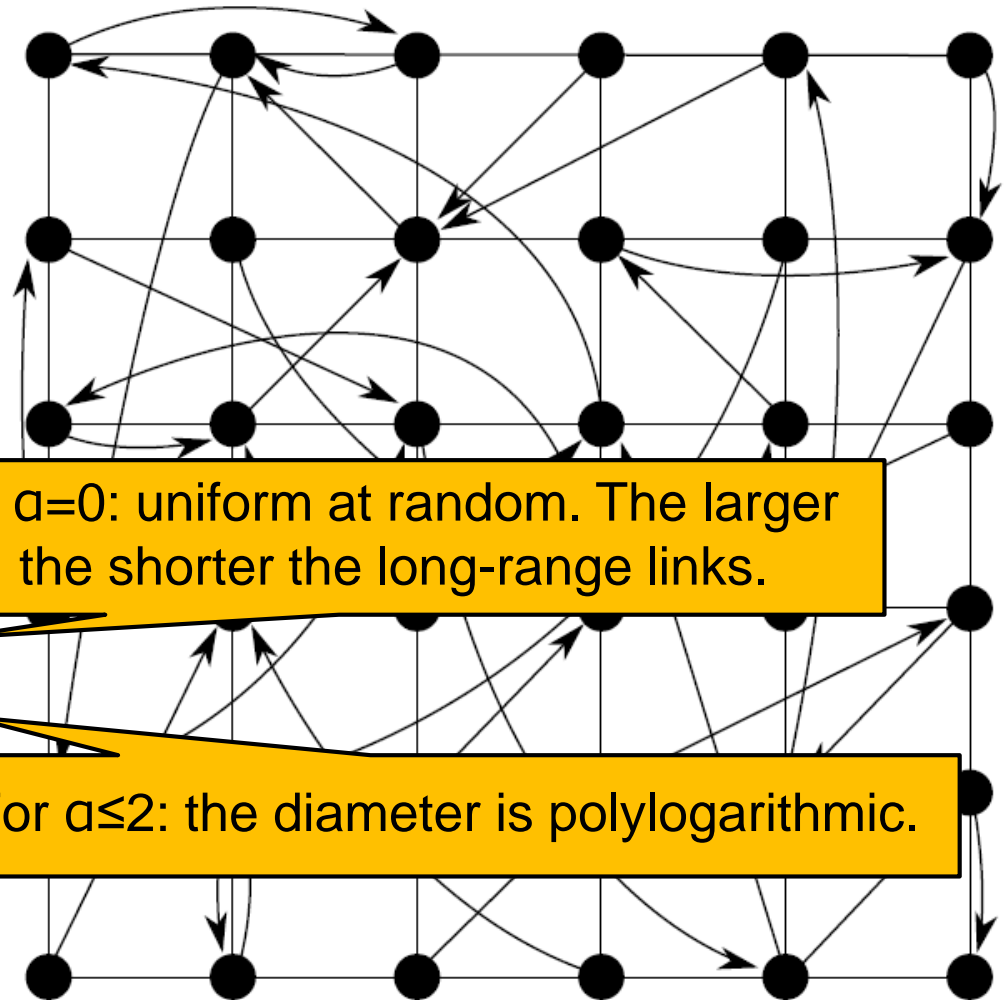 α=0: uniform at random. The larger
the shorter the long-range links.
or α≤2: the diameter is polylogarithmic.